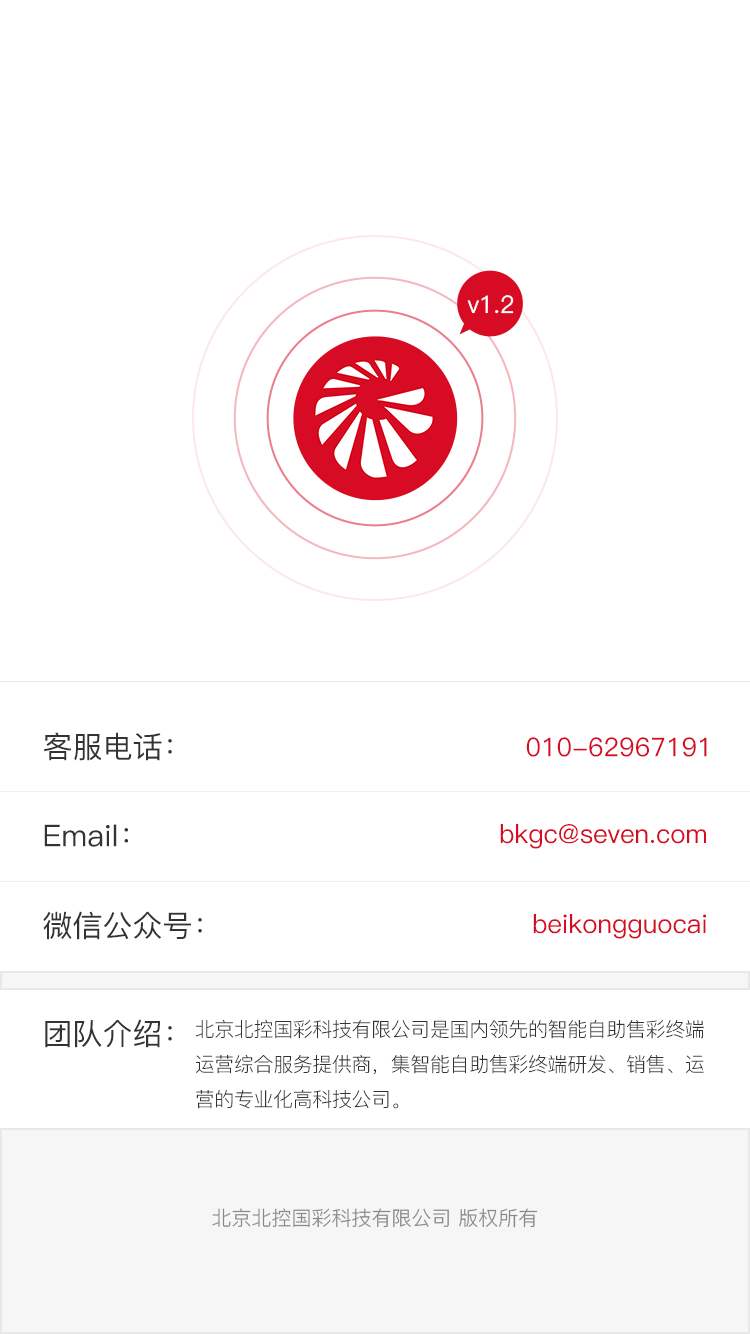 v1.2
客服电话：
010-62967191
Email：
bkgc@seven.com
微信公众号：
beikongguocai
团队介绍：
北京北控国彩科技有限公司是国内领先的智能自助售彩终端
运营综合服务提供商，集智能自助售彩终端研发、销售、运
营的专业化高科技公司。
北京北控国彩科技有限公司 版权所有